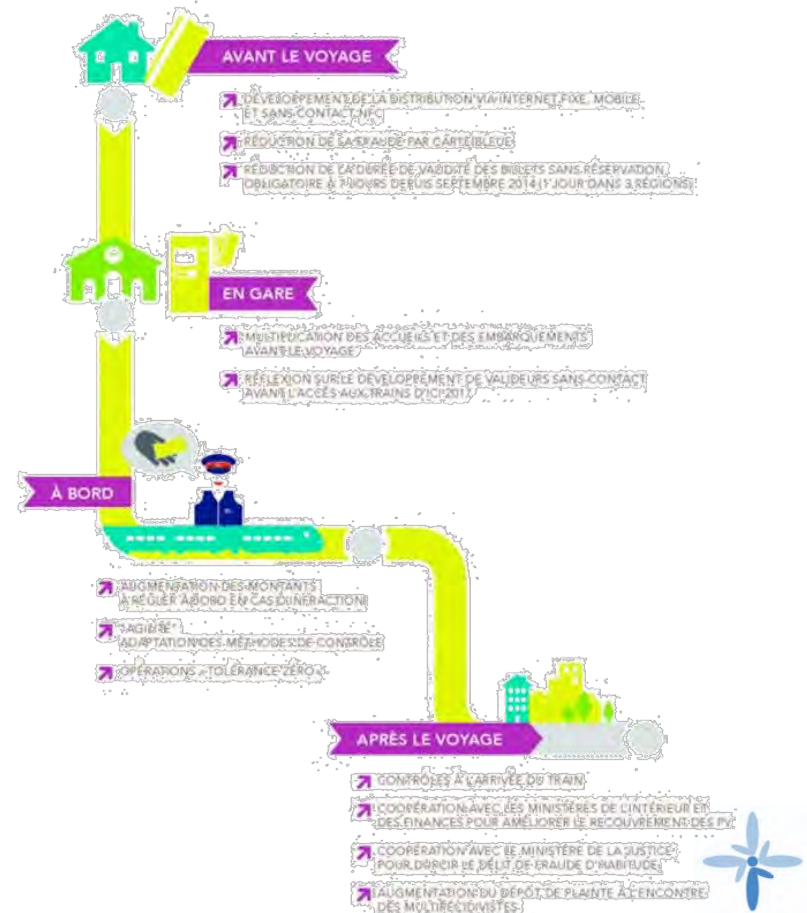 AVANT LE VOYAGE
DÉVELOPPEMENT DE LA DISTRIBUTION VIA INTERNET FIXE, MOBILE
ET SANS CONTACT NFC
RÉDUCTION DE LA FRAUDE PAR CARTE BLEUE
RÉDUCTION DE LA DURÉE DE VALIDITÉ DES BILLETS SANS RÉSERVATION
OBLIGATOIRE À 7 JOURS DEPUIS SEPTEMBRE 2014 (1 JOUR DANS 3 RÉGIONS)
EN GARE
MULTIPLICATION DES ACCUEILS ET DES EMBARQUEMENTS
AVANT LE VOYAGE
RÉFLEXION SUR LE DÉVELOPPEMENT DE VALIDEURS SANS CONTACT
AVANT L'ACCÈS AUX TRAINS D'ICI 2017
À BORD
AUGMENTATION DES MONTANTS
À RÉGLER À BORD EN CAS D'INFRACTION
"AGILITÉ"
ADAPTATION DES MÉTHODES DE CONTRÔLE
OPÉRATIONS « TOLÉRANCE ZÉRO »
APRÈS LE VOYAGE
CONTRÔLES À L'ARRIVÉE DU TRAIN
COOPÉRATION AVEC LES MINISTÈRES DE L'INTÉRIEUR ET
DES FINANCES POUR AMÉLIORER LE RECOUVREMENT DES PV
COOPÉRATION AVEC LE MINISTÈRE DE LA JUSTICE
POUR DURCIR LE DÉLIT DE FRAUDE D'HABITUDE
AUGMENTATION DU DÉPÔT DE PLAINTE À L'ENCONTRE
DES MULTIRÉCIDIVISTES